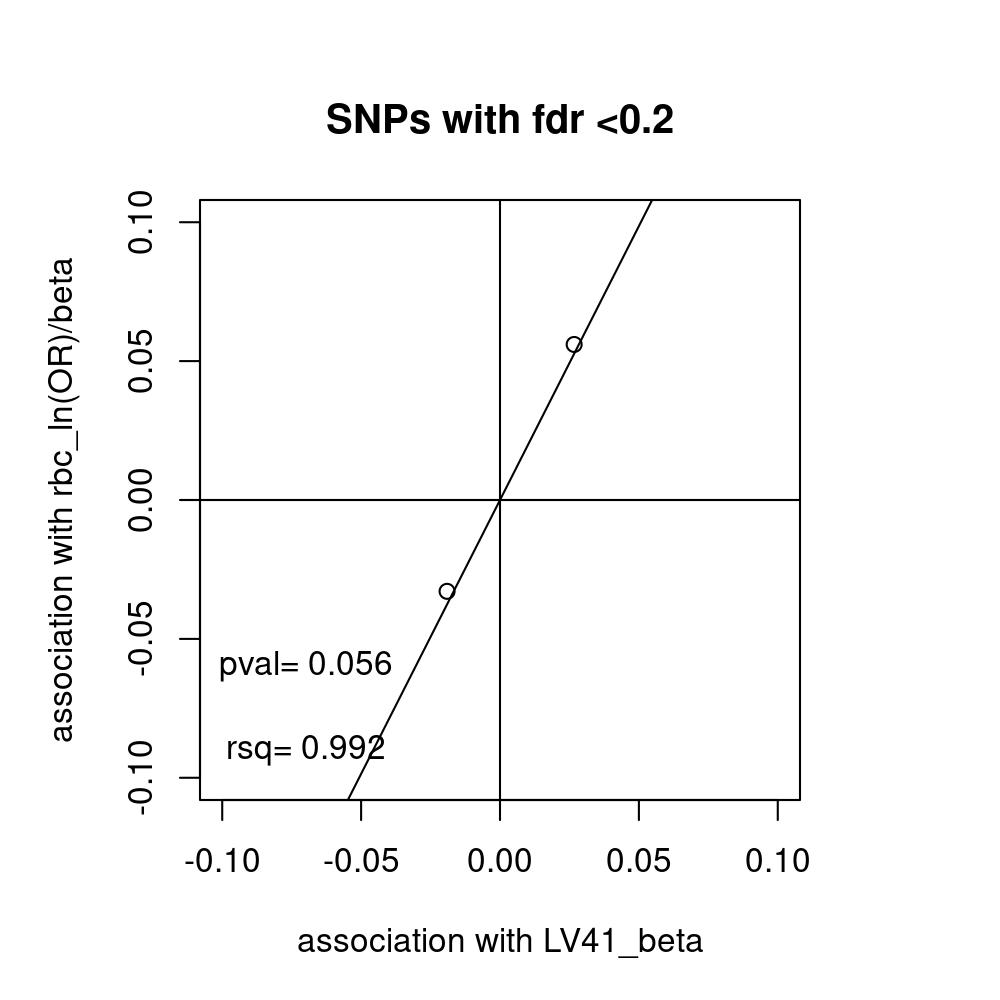 SNPs with fdr <0.2
association with rbc_ln(OR)/beta
0.10
0.05
0.00
-0.05
-0.10
pval= 0.056
rsq= 0.992
-0.10 -0.05 0.00 0.05 0.10
association with LV41_beta